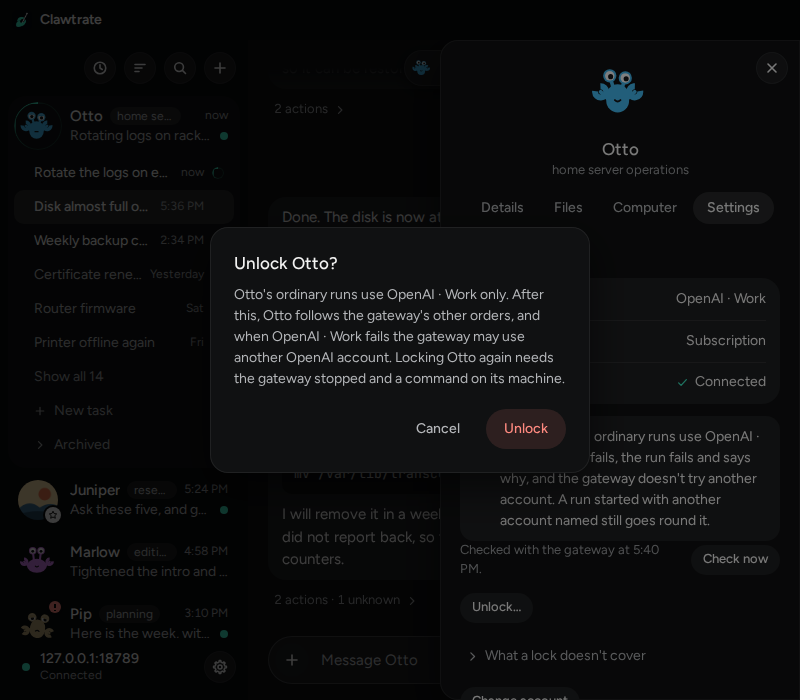 Clawtrate
Otto
home se...
now
Rotating logs on rack...
Rotate the logs on e...
now
Disk almost full o...
5:36 PM
Weekly backup c...
2:34 PM
Certificate rene...
Yesterday
Router firmware
Sat
Printer offline again
Fri
Show all 14
New task
Archived
Juniper
rese...
5:24 PM
Ask these five, and g...
Marlow
editi...
4:58 PM
Tightened the intro and ...
Pip
planning
3:10 PM
Here is the week. wit...
127.0.0.1:18789
Connected
2 actions
Done. The disk is now at
I will remove it in a week
did not report back, so
counters.
2 actions · 1 unknown
Message Otto
Otto
home server operations
Details
Files
Computer
Settings
OpenAI · Work
Subscription
Connected
ordinary runs use OpenAI ·
fails, the run fails and says
why, and the gateway doesn't try another
account. A run started with another
account named still goes round it.
Checked with the gateway at 5:40
PM.
Check now
Unlock...
What a lock doesn't cover
Change account
Unlock Otto?
Otto's ordinary runs use OpenAI · Work only. After
this, Otto follows the gateway's other orders, and
when OpenAI · Work fails the gateway may use
another OpenAI account. Locking Otto again needs
the gateway stopped and a command on its machine.
Cancel
Unlock